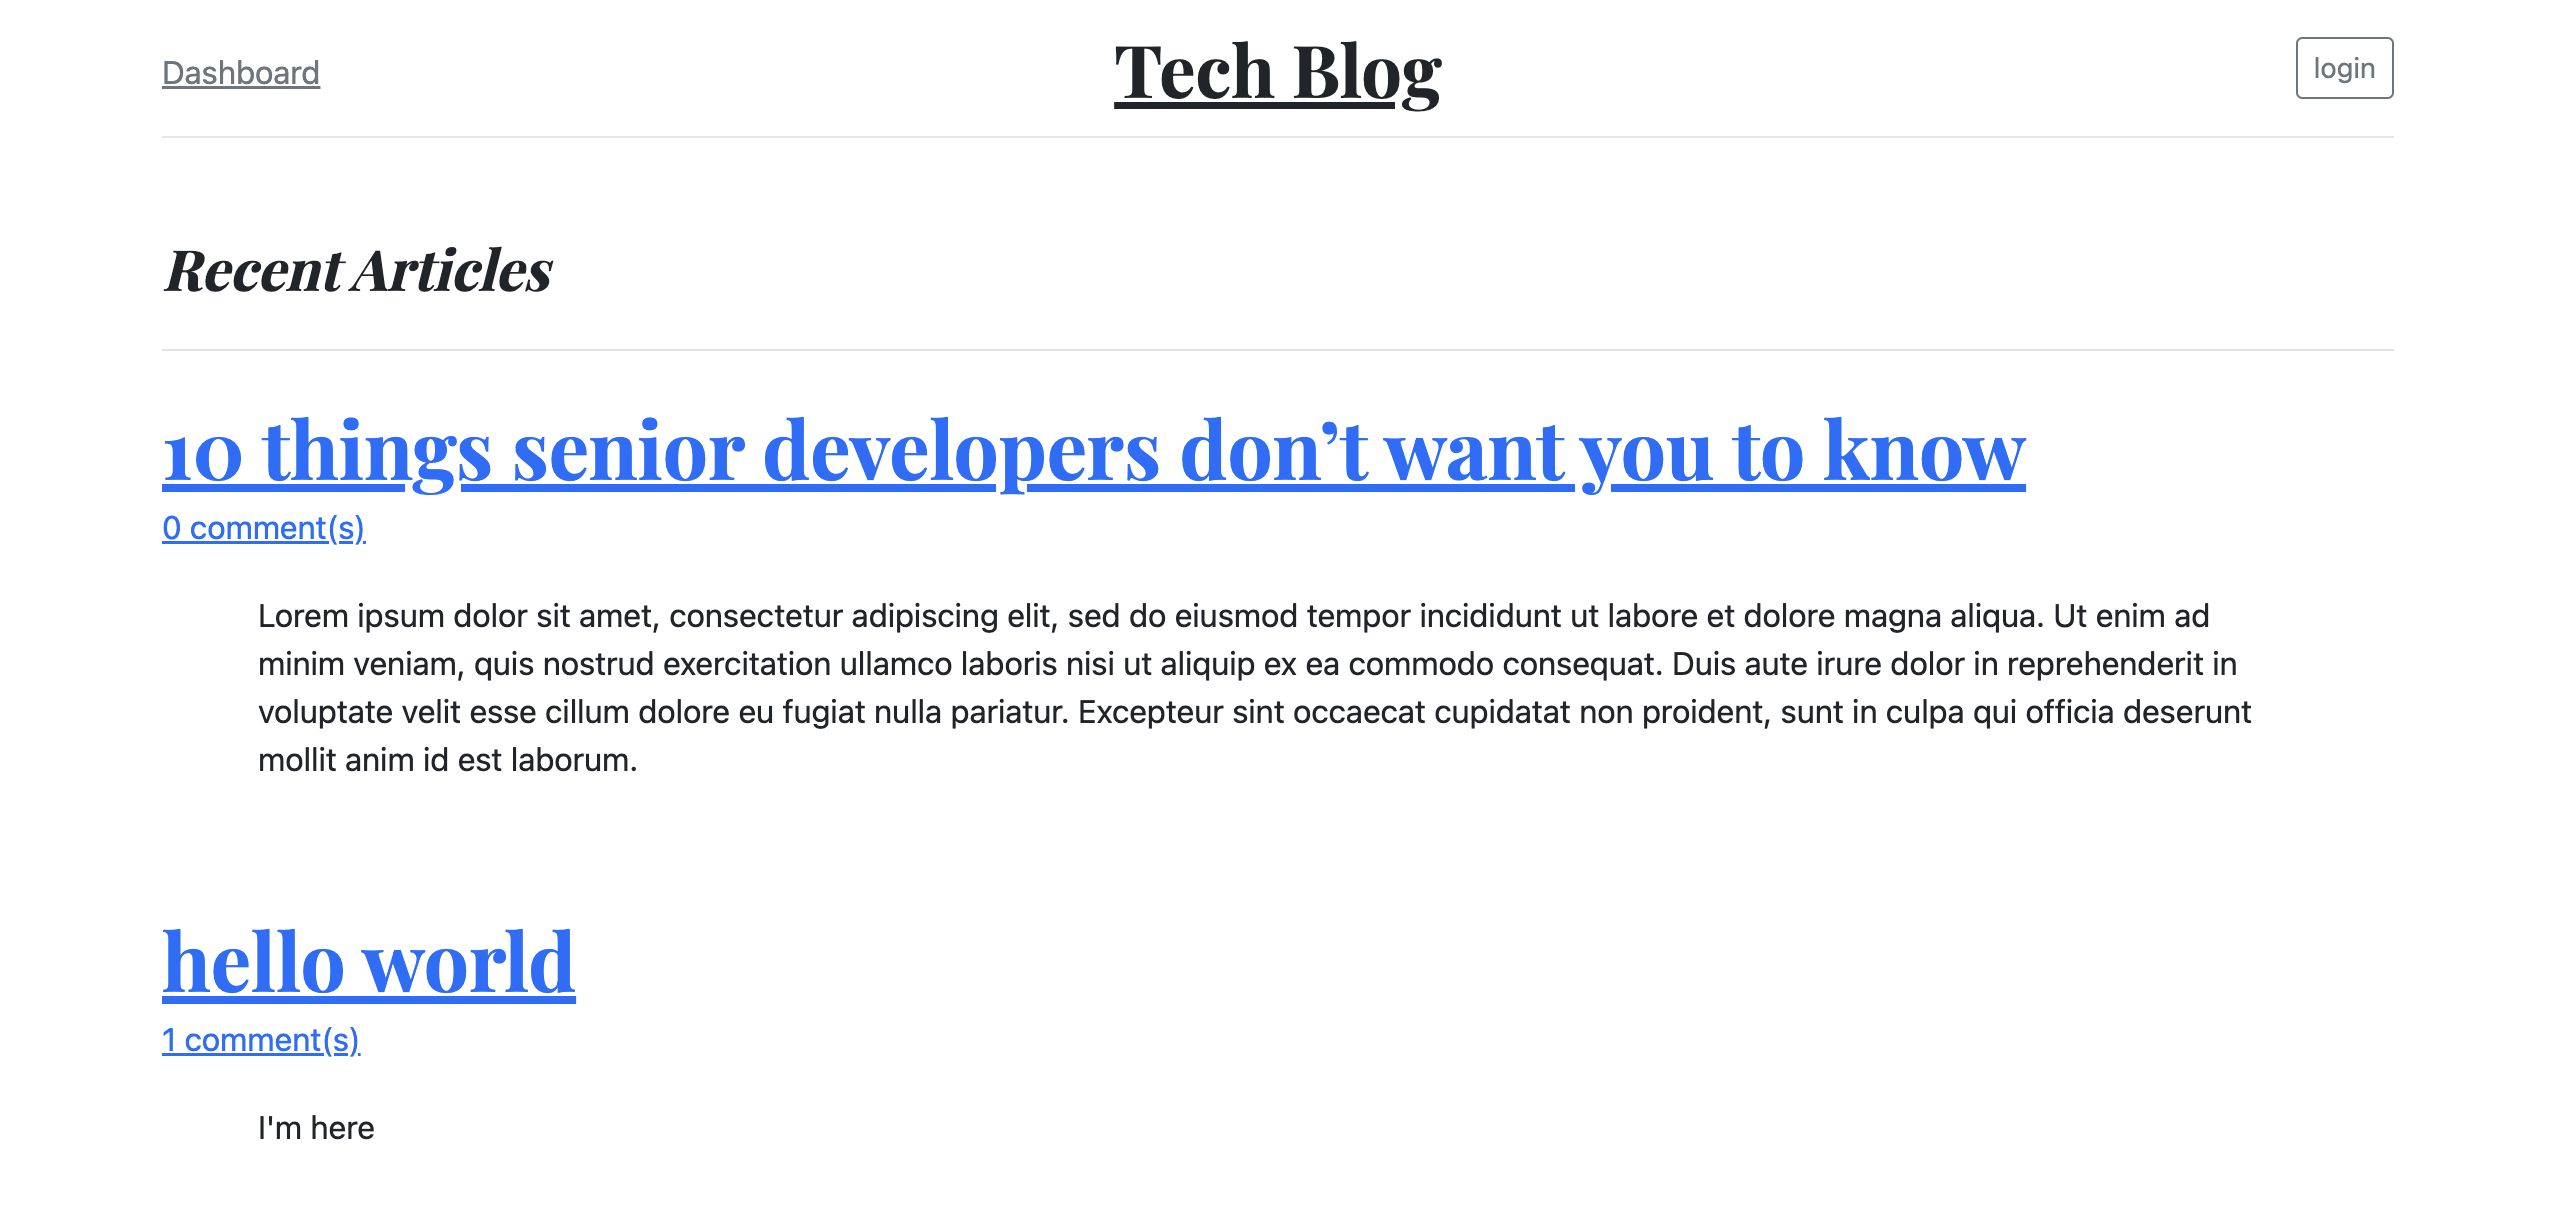 Dashboard
Tech Blog
login
Recent Articles
10 things senior developers don’t want you to know
0 comment(s)
Lorem ipsum dolor sit amet, consectetur adipiscing elit, sed do eiusmod tempor incididunt ut labore et dolore magna aliqua. Ut enim ad
minim veniam, quis nostrud exercitation ullamco laboris nisi ut aliquip ex ea commodo consequat. Duis aute irure dolor in reprehenderit in
voluptate velit esse cillum dolore eu fugiat nulla pariatur. Excepteur sint occaecat cupidatat non proident, sunt in culpa qui officia deserunt
mollit anim id est laborum.
hello world
1 comment(s)
I'm here